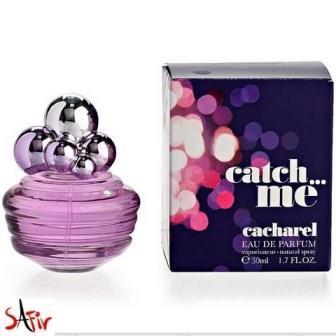 catch...
me
cacharel
EAU DE PARFUM
vaporisateur - natural spray
℮ 30ml 1.7 FL.OZ.
SAfir